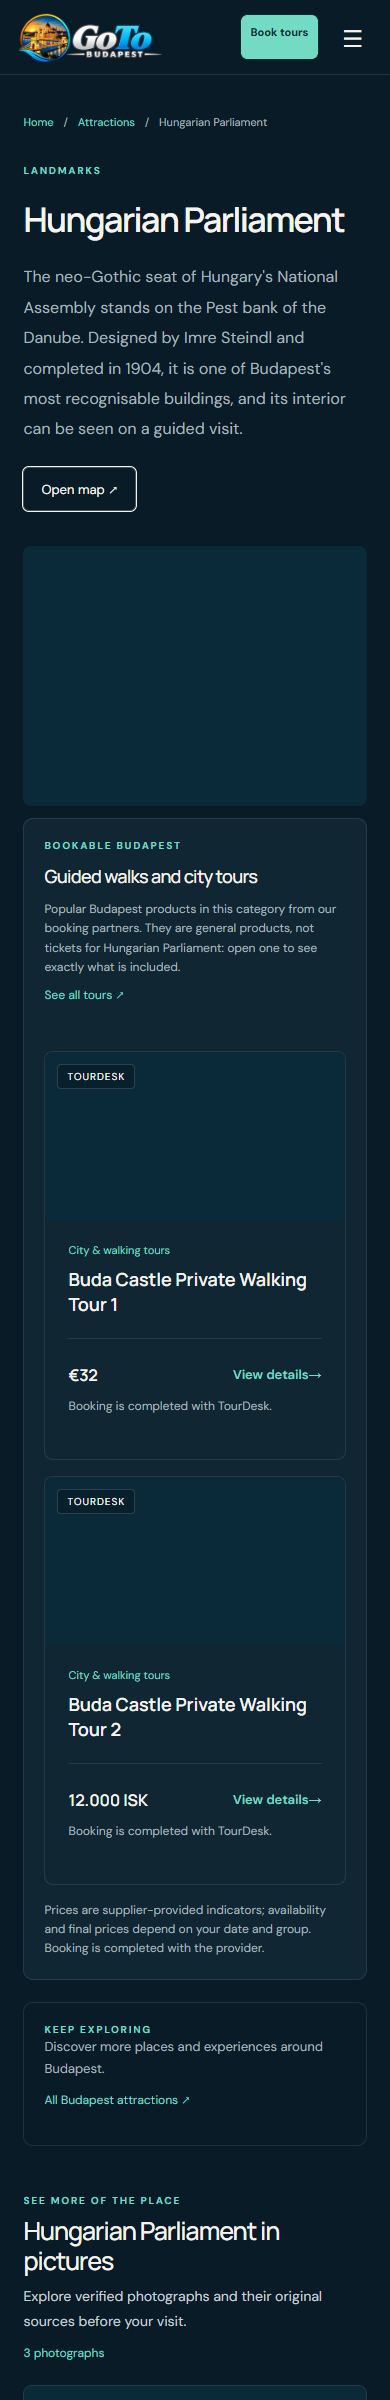 GoTo
BUDAPEST
Book tours
Home / Attractions / Hungarian Parliament
LANDMARKS
Hungarian Parliament
The neo-Gothic seat of Hungary's National
Assembly stands on the Pest bank of the
Danube. Designed by Imre Steindl and
completed in 1904, it is one of Budapest's
most recognisable buildings, and its interior
can be seen on a guided visit.
Open map ↗
BOOKABLE BUDAPEST
Guided walks and city tours
Popular Budapest products in this category from our
booking partners. They are general products, not
tickets for Hungarian Parliament: open one to see
exactly what is included.
See all tours ↗
TOURDESK
City & walking tours
Buda Castle Private Walking
Tour 1
€32 View details→
Booking is completed with TourDesk.
TOURDESK
City & walking tours
Buda Castle Private Walking
Tour 2
12.000 ISK View details→
Booking is completed with TourDesk.
Prices are supplier-provided indicators; availability
and final prices depend on your date and group.
Booking is completed with the provider.
KEEP EXPLORING
Discover more places and experiences around
Budapest.
All Budapest attractions ↗
SEE MORE OF THE PLACE
Hungarian Parliament in
pictures
Explore verified photographs and their original
sources before your visit.
3 photographs